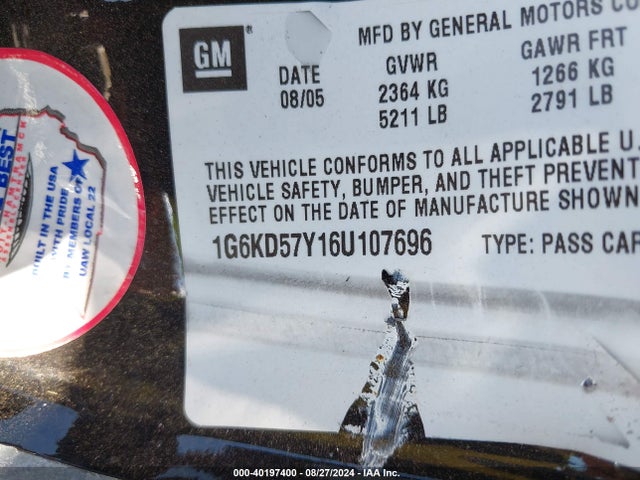 GM
MFD BY GENERAL MOTORS CO
DATE
08/05
GVWR
2364 KG
5211 LB
GAWR FRT
1266 KG
2791 LB
THIS VEHICLE CONFORMS TO ALL APPLICABLE U.
VEHICLE SAFETY, BUMPER, AND THEFT PREVENT
EFFECT ON THE DATE OF MANUFACTURE SHOWN
1G6KD57Y16U107696
TYPE: PASS CAR
BEST
BUILT IN THE USA
WITH PRIDE
BY MEMBERS OF
UAW LOCAL 22
000-40197400 - 08/27/2024 - IAA Inc.